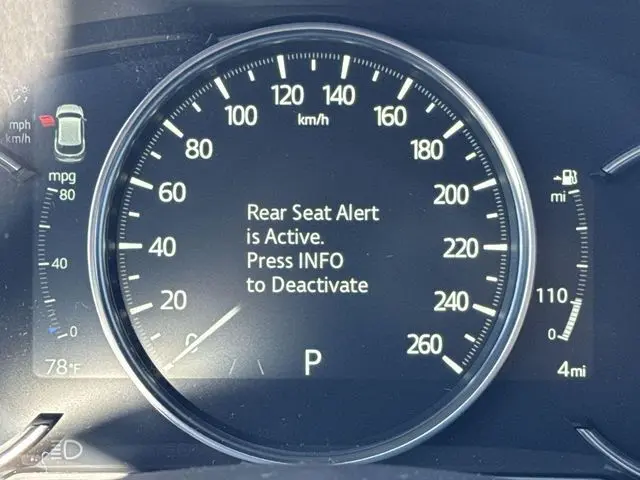 120 140
100 160
km/h
mph
km/h
80 180
mpg
80
60 200
mi
Rear Seat Alert
is Active.
Press INFO
to Deactivate
40 220
40
20 240
110
0 0 260 0
78°F P 4mi